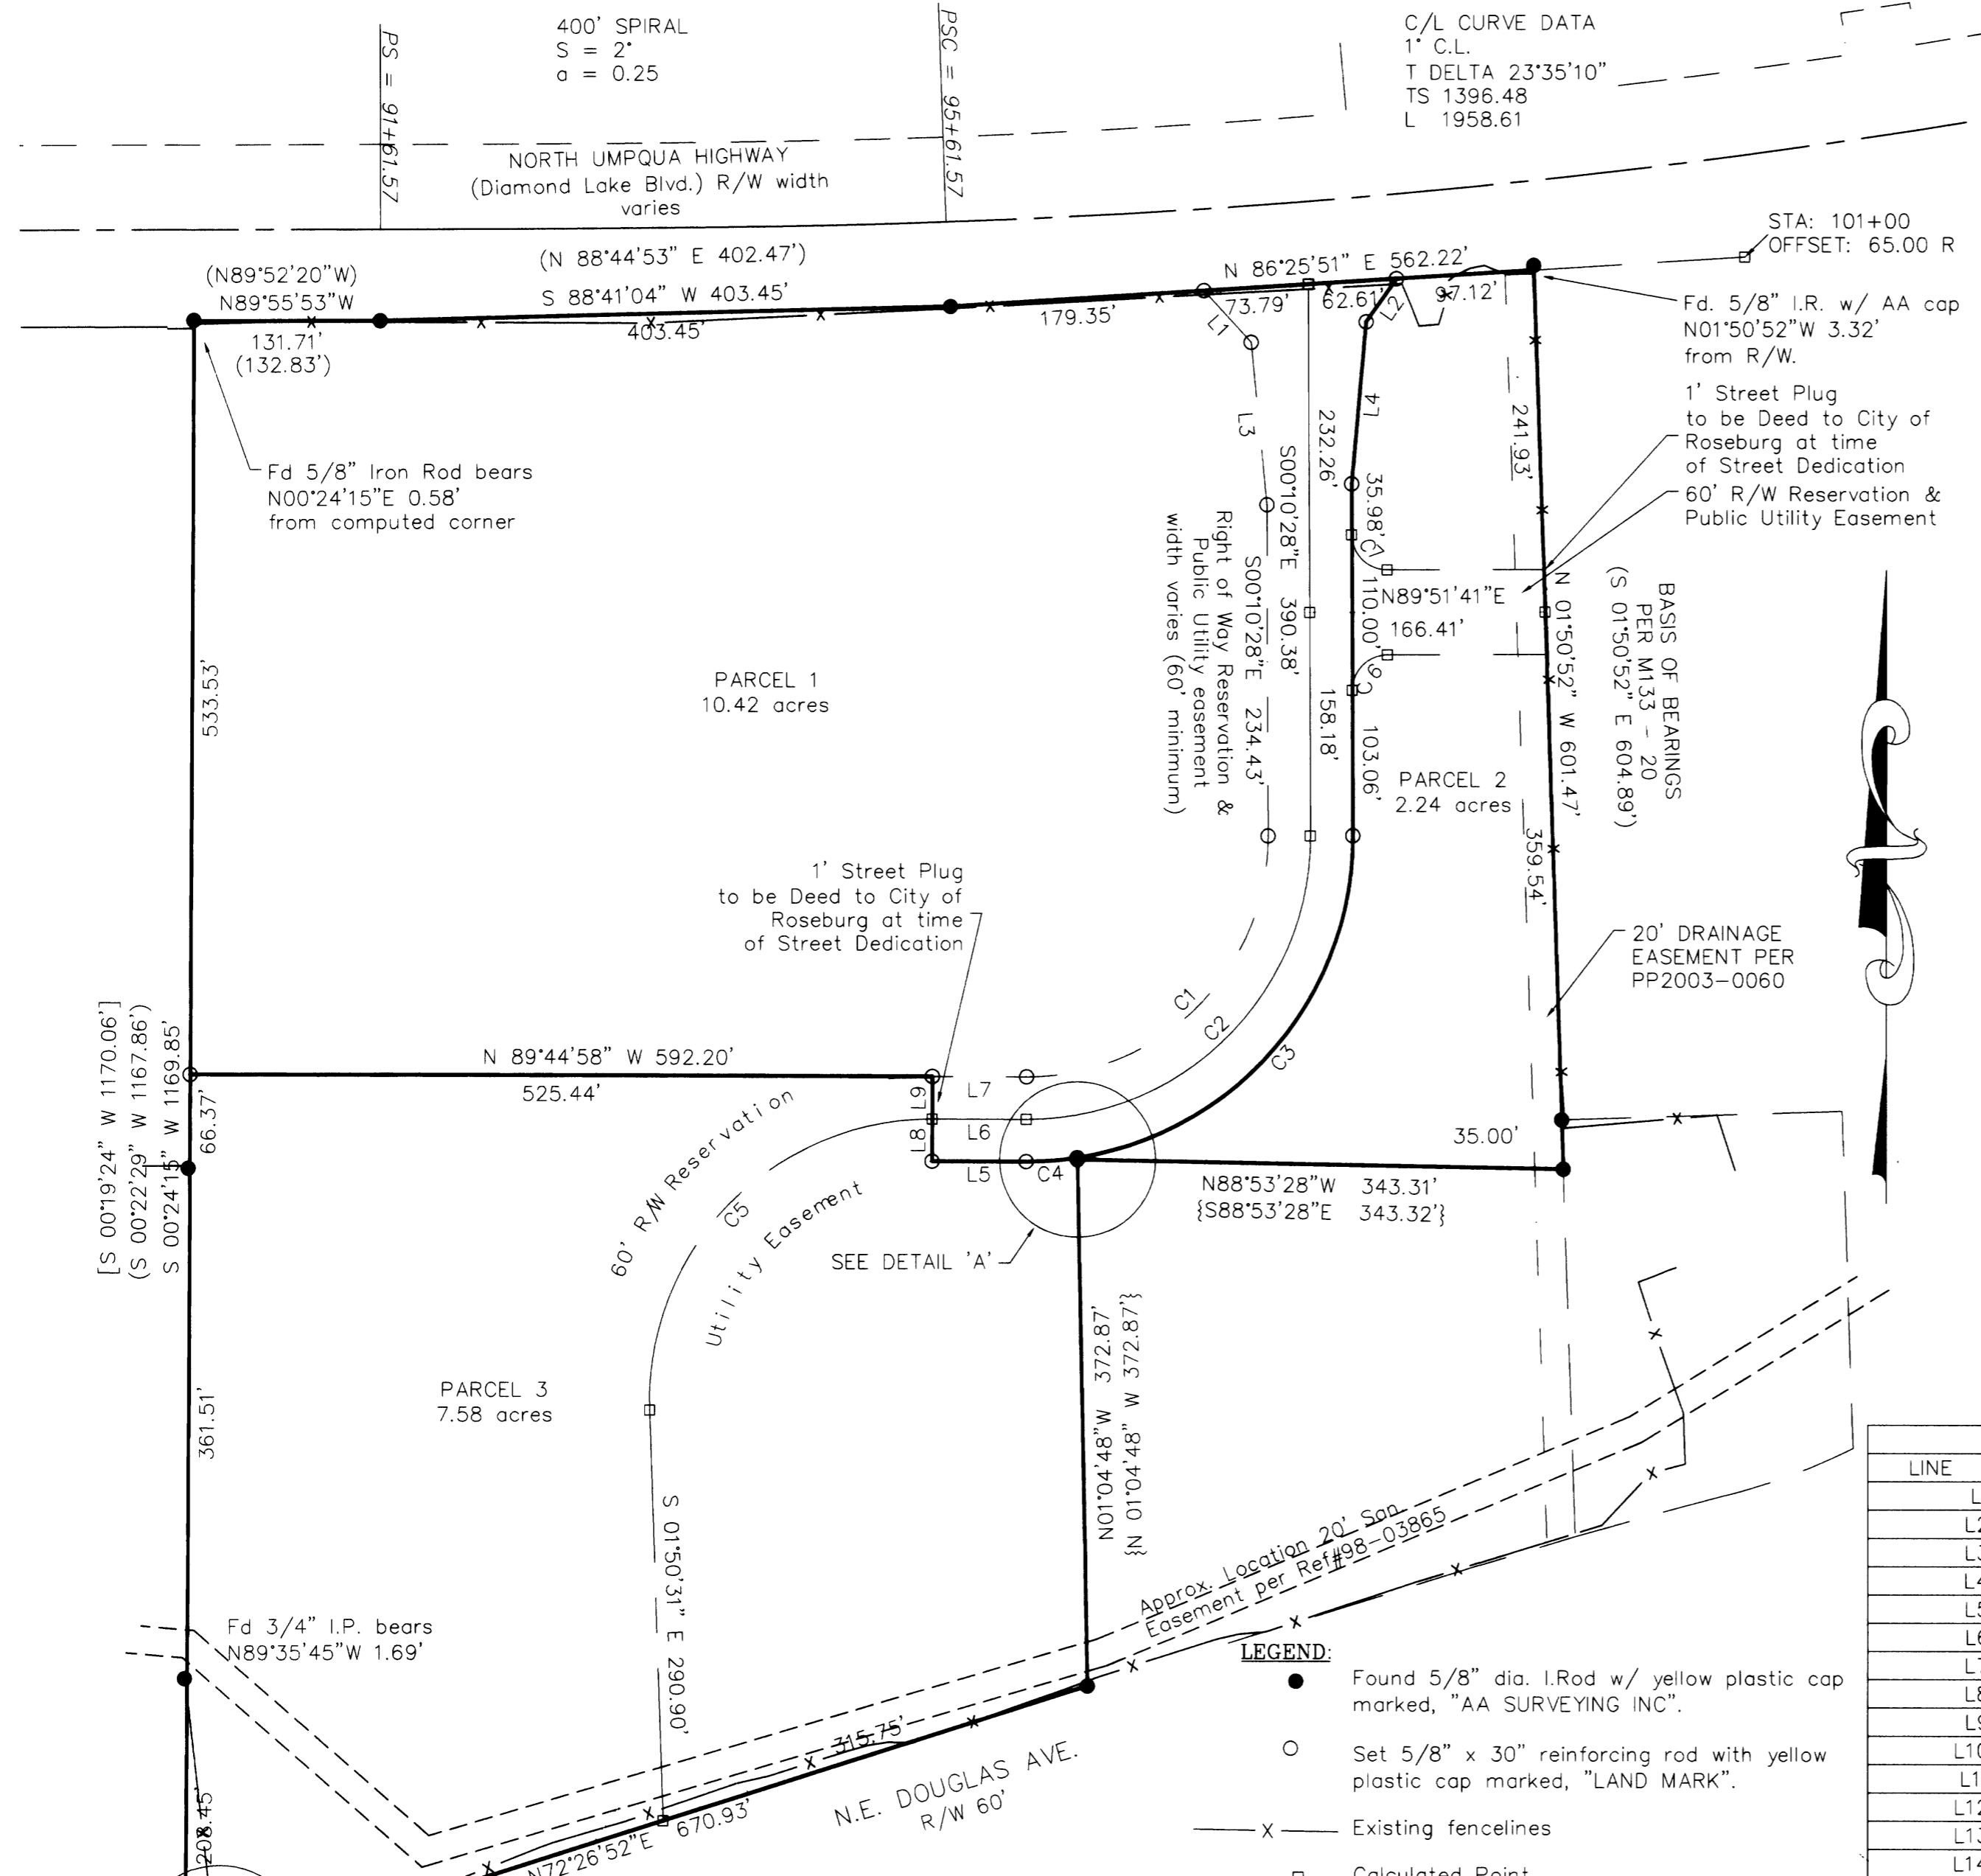 400' SPIRAL
S = 2°
a = 0.25
PS = 91+61.57
PSC = 95+61.57
C/L CURVE DATA
1° C.L.
T DELTA 23°35'10"
TS 1396.48
L 1958.61
NORTH UMPQUA HIGHWAY
(Diamond Lake Blvd.) R/W width
varies
STA: 101+00
OFFSET: 65.00 R
(N 88°44'53" E 402.47')
S 88°41'04" W 403.45'
403.45'
(N89°52'20"W)
N89°55'53"W
131.71'
(132.83')
N 86°25'51" E 562.22'
179.35'
73.79'
62.61'
97.12'
L1
L2
L3
L4
Fd. 5/8" I.R. w/ AA cap
N01°50'52"W 3.32'
from R/W.
1' Street Plug
to be Deed to City of
Roseburg at time
of Street Dedication
60' R/W Reservation &
Public Utility Easement
Fd 5/8" Iron Rod bears
N00°24'15"E 0.58'
from computed corner
533.53'
PARCEL 1
10.42 acres
Right of Way Reservation &
Public Utility easement
width varies (60' minimum)
S00°10'28"E 234.43'
S00°10'28"E 390.38'
232.26'
158.18'
35.98'
C7
110.00'
C6
103.06'
N89°51'41"E
166.41'
241.93'
359.54'
N 01°50'52" W 601.47'
(S 01°50'52" E 604.89')
BASIS OF BEARINGS
PER M133 - 20
PARCEL 2
2.24 acres
1' Street Plug
to be Deed to City of
Roseburg at time
of Street Dedication
20' DRAINAGE
EASEMENT PER
PP2003-0060
C1
C2
C3
[S 00°19'24" W 1170.06']
(S 00°22'29" W 1167.86')
S 00°24'15" W 1169.85'
66.37'
N 89°44'58" W 592.20'
525.44'
L9
L7
L8
L6
L5
C4
35.00'
N88°53'28"W 343.31'
{S88°53'28"E 343.32'}
SEE DETAIL 'A'
60' R/W Reservation
C5
Utility Easement
N01°04'48"W 372.87'
{N 01°04'48" W 372.87'}
361.51'
PARCEL 3
7.58 acres
S 01°50'31" E 290.90'
Fd 3/4" I.P. bears
N89°35'45"W 1.69'
208.45'
Approx. Location 20' San.
Easement per Ref#98-03865
315.75'
N72°26'52"E 670.93'
N.E. DOUGLAS AVE.
R/W 60'
LEGEND:
Found 5/8" dia. I.Rod w/ yellow plastic cap
marked, "AA SURVEYING INC".
Set 5/8" x 30" reinforcing rod with yellow
plastic cap marked, "LAND MARK".
Existing fencelines
Calculated Point
LINE
L10
L12
L13
L14